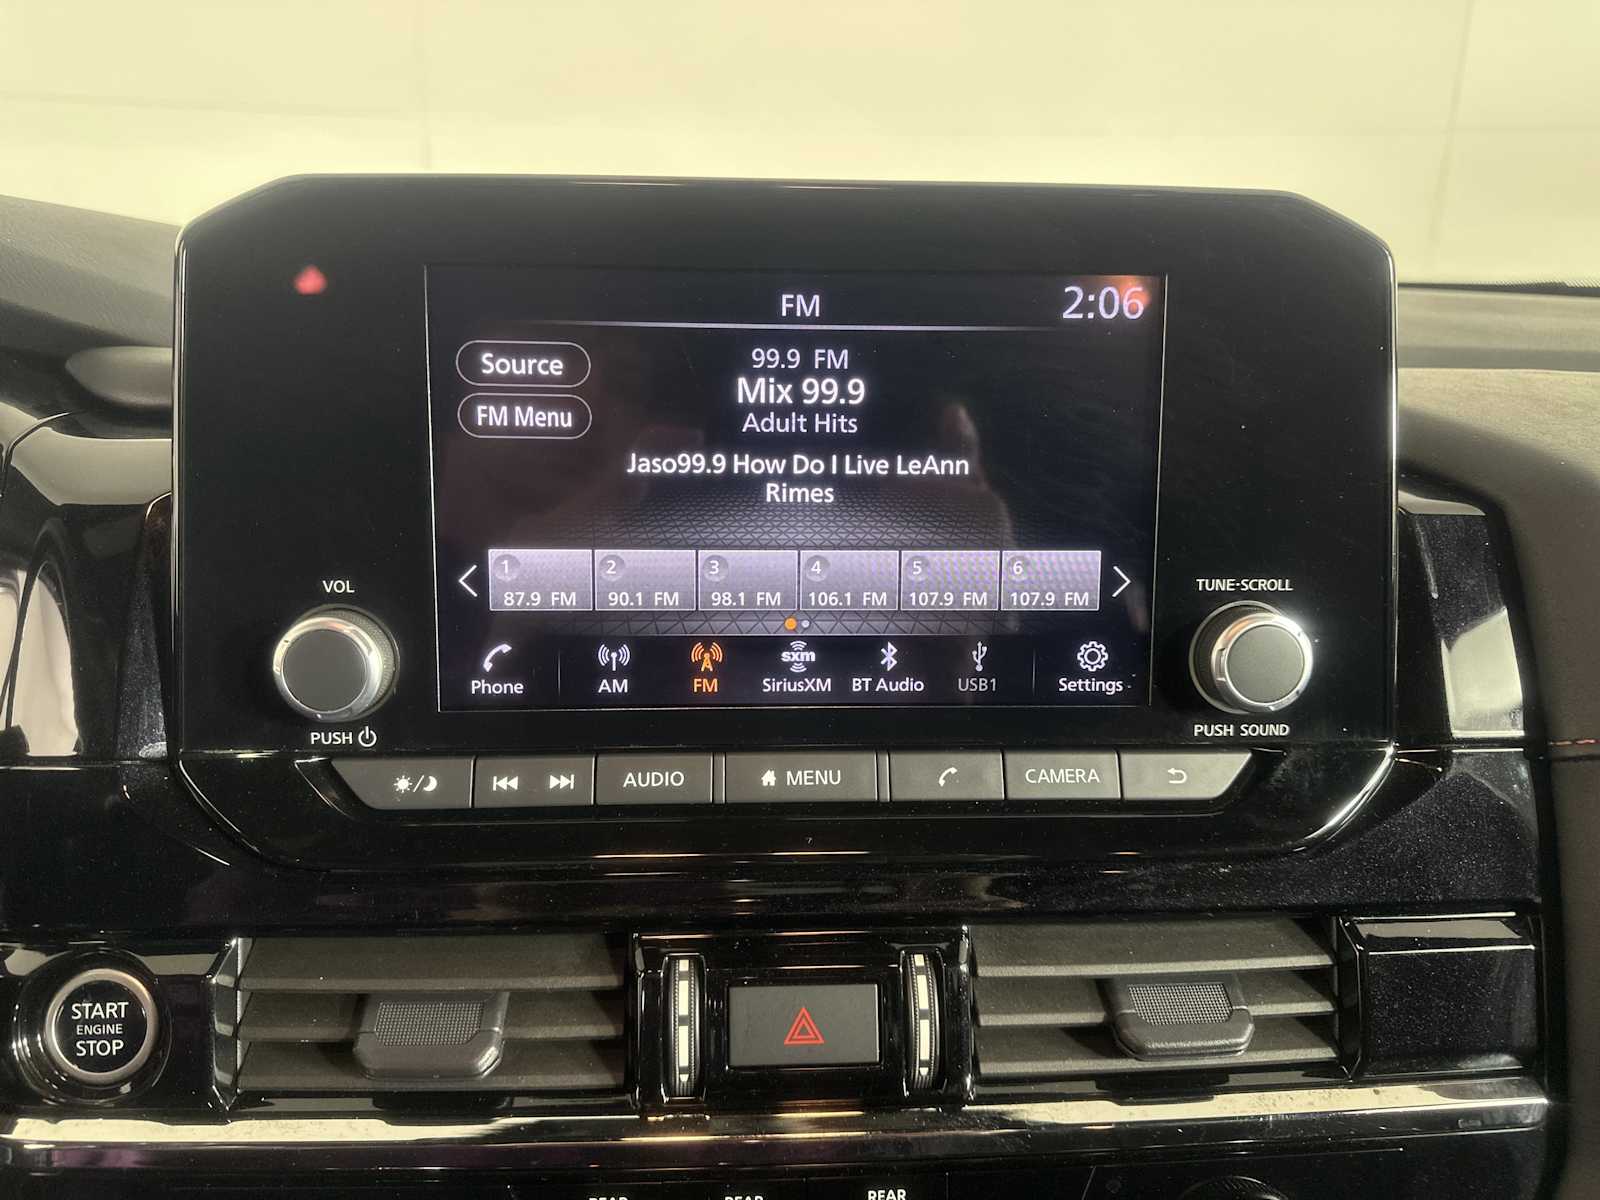 FM
2:06
Source
FM Menu
99.9 FM
Mix 99.9
Adult Hits
Jaso99.9 How Do I Live LeAnn
Rimes
1
2
3
4
5
6
87.9 FM
90.1 FM
98.1 FM
106.1 FM
107.9 FM
107.9 FM
Phone
AM
FM
sxm
SiriusXM
BT Audio
USB1
Settings
VOL
PUSH
TUNE-SCROLL
PUSH SOUND
AUDIO
MENU
CAMERA
START
ENGINE
STOP
REAR
REAR
REAR